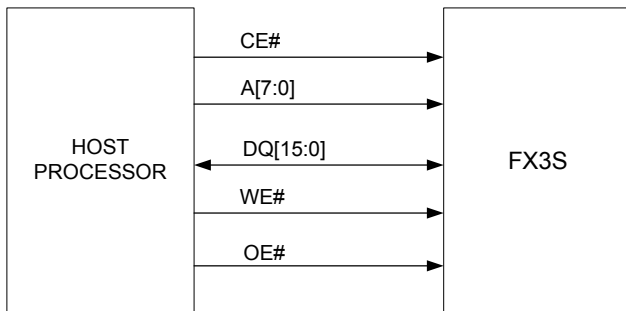 CE#
A[7:0]
HOST
PROCESSOR
DQ[15:0]
FX3S
WE#
OE#